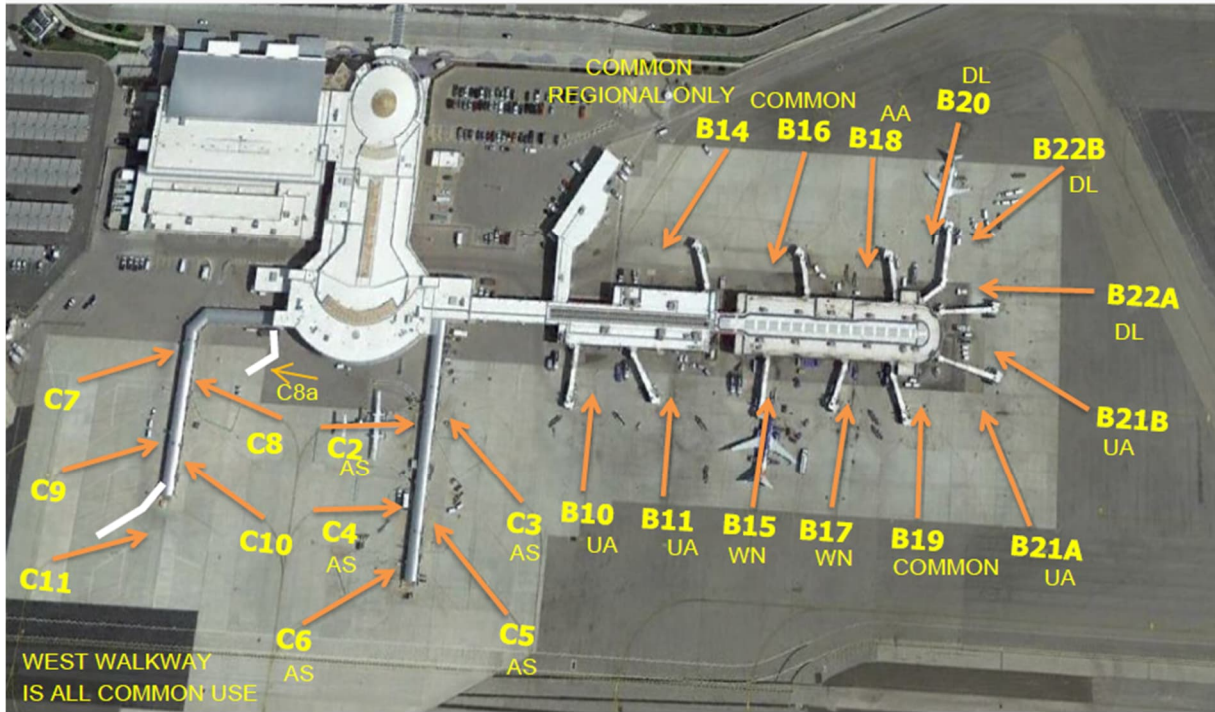 COMMON
REGIONAL ONLY
B14
COMMON
B16
AA
B18
DL
B20
B22B
DL
B22A
DL
B21B
UA
B21A
UA
B19
COMMON
B17
WN
B15
WN
B11
UA
B10
UA
C3
AS
C5
AS
C2
AS
C4
AS
C6
AS
C8a
C7
C8
C9
C10
C11
WEST WALKWAY
IS ALL COMMON USE